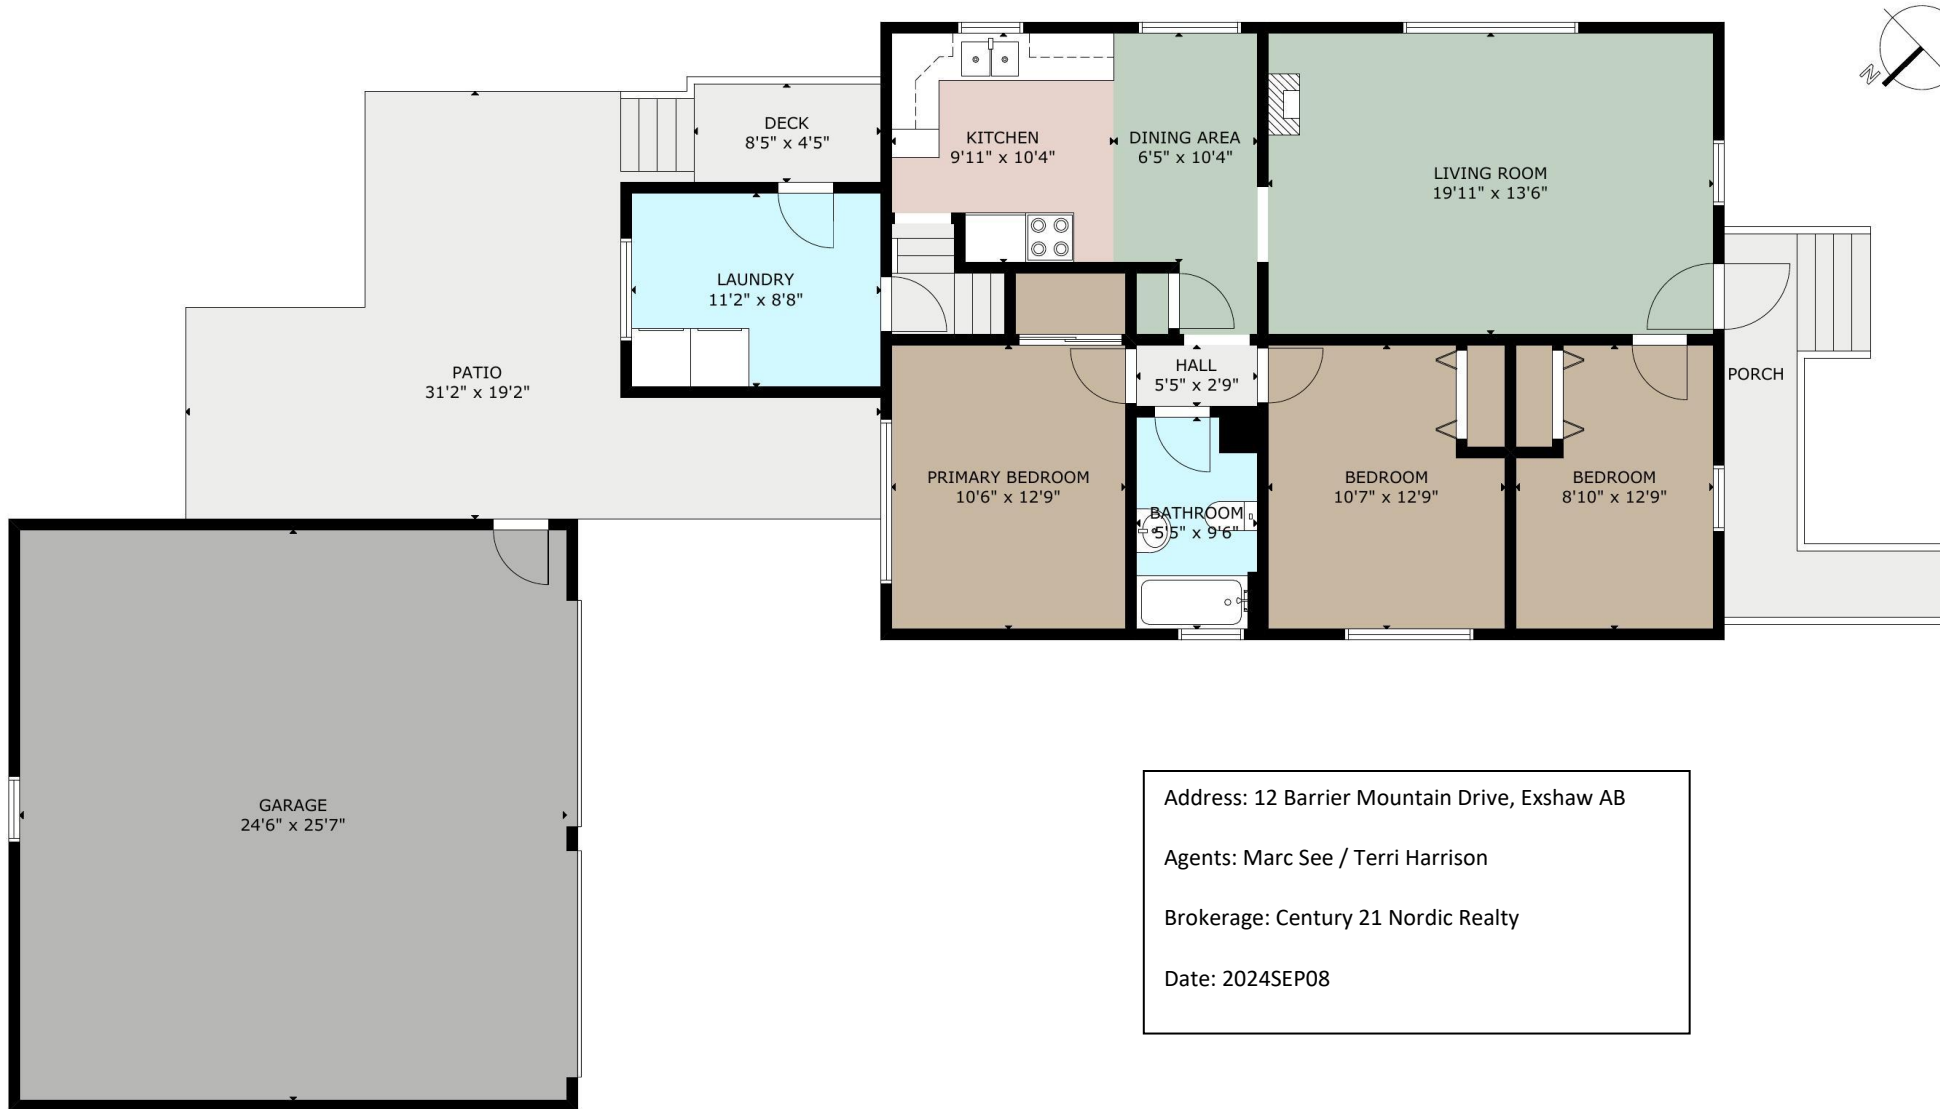 N
DECK
8'5" x 4'5"
KITCHEN
9'11" x 10'4"
DINING AREA
6'5" x 10'4"
LIVING ROOM
19'11" x 13'6"
LAUNDRY
11'2" x 8'8"
PATIO
31'2" x 19'2"
HALL
5'5" x 2'9"
PORCH
PRIMARY BEDROOM
10'6" x 12'9"
BATHROOM
5'5" x 9'6"
BEDROOM
10'7" x 12'9"
BEDROOM
8'10" x 12'9"
GARAGE
24'6" x 25'7"
Address: 12 Barrier Mountain Drive, Exshaw AB
Agents: Marc See / Terri Harrison
Brokerage: Century 21 Nordic Realty
Date: 2024SEP08